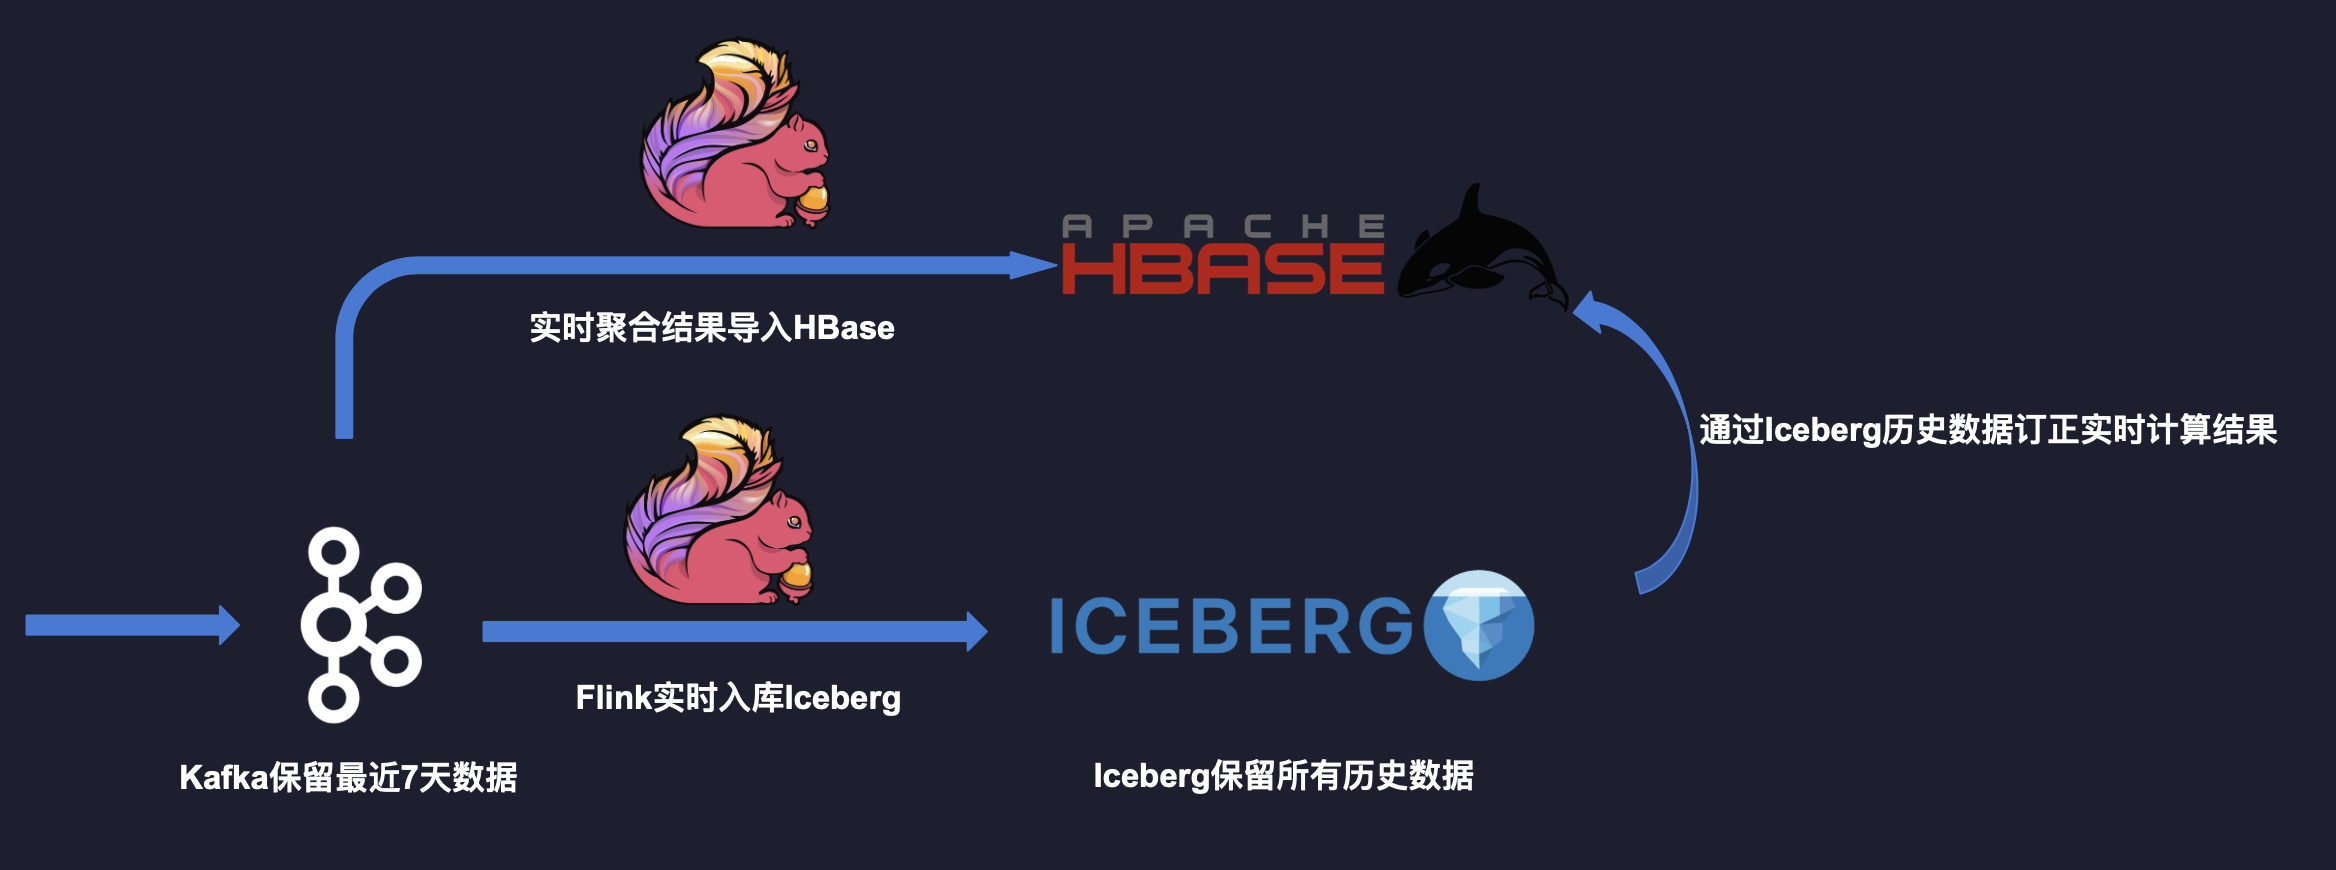 APACHE
HBASE
实时聚合结果导入HBase
通过Iceberg历史数据订正实时计算结果
ICEBERG
Flink实时入库Iceberg
Kafka保留最近7天数据
Iceberg保留所有历史数据